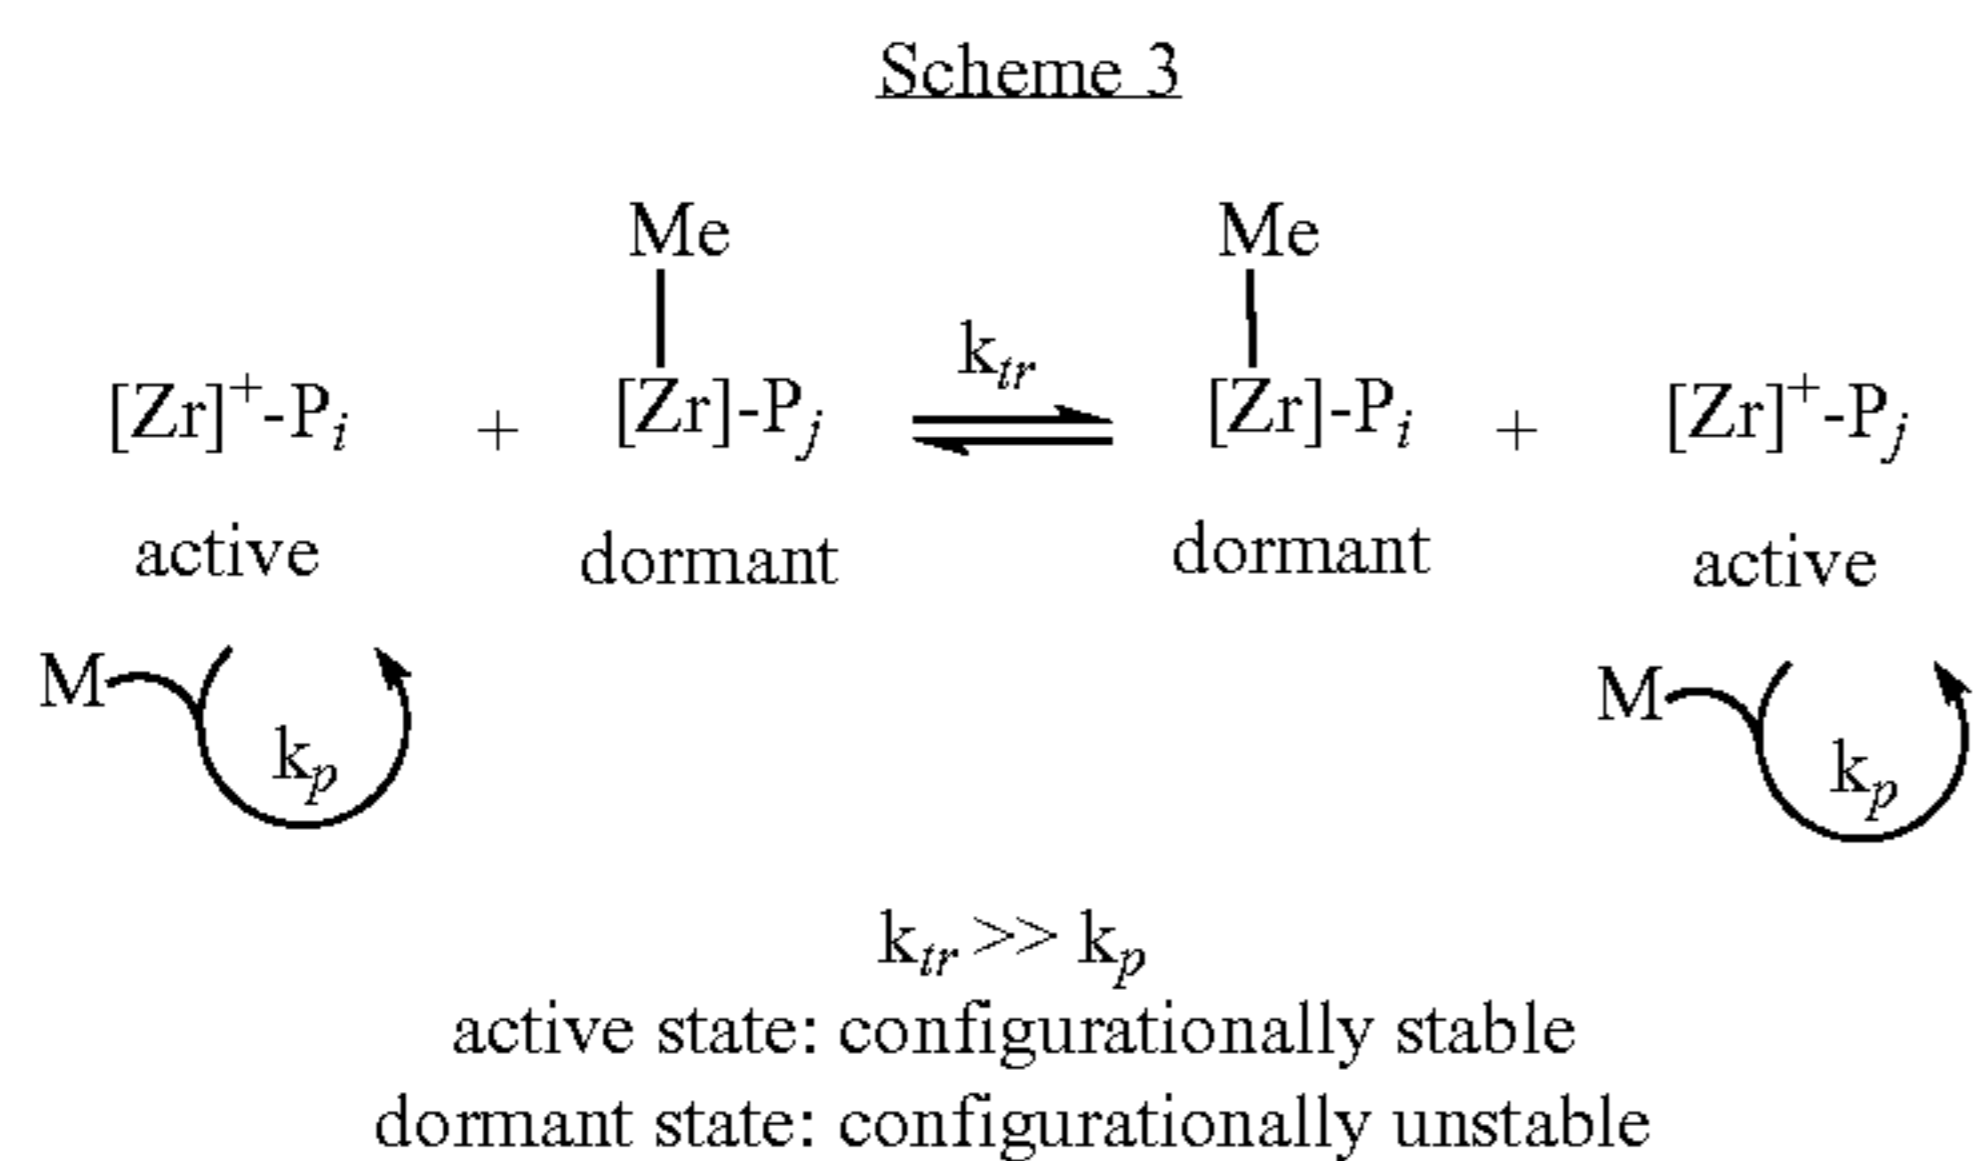 Scheme 3
Me Me
[Zr]⁺-Pᵢ + [Zr]-Pⱼ kₜᵣ [Zr]-Pᵢ + [Zr]⁺-Pⱼ
active dormant dormant active
M kₚ M kₚ
kₜᵣ >> kₚ
active state: configurationally stable
dormant state: configurationally unstable